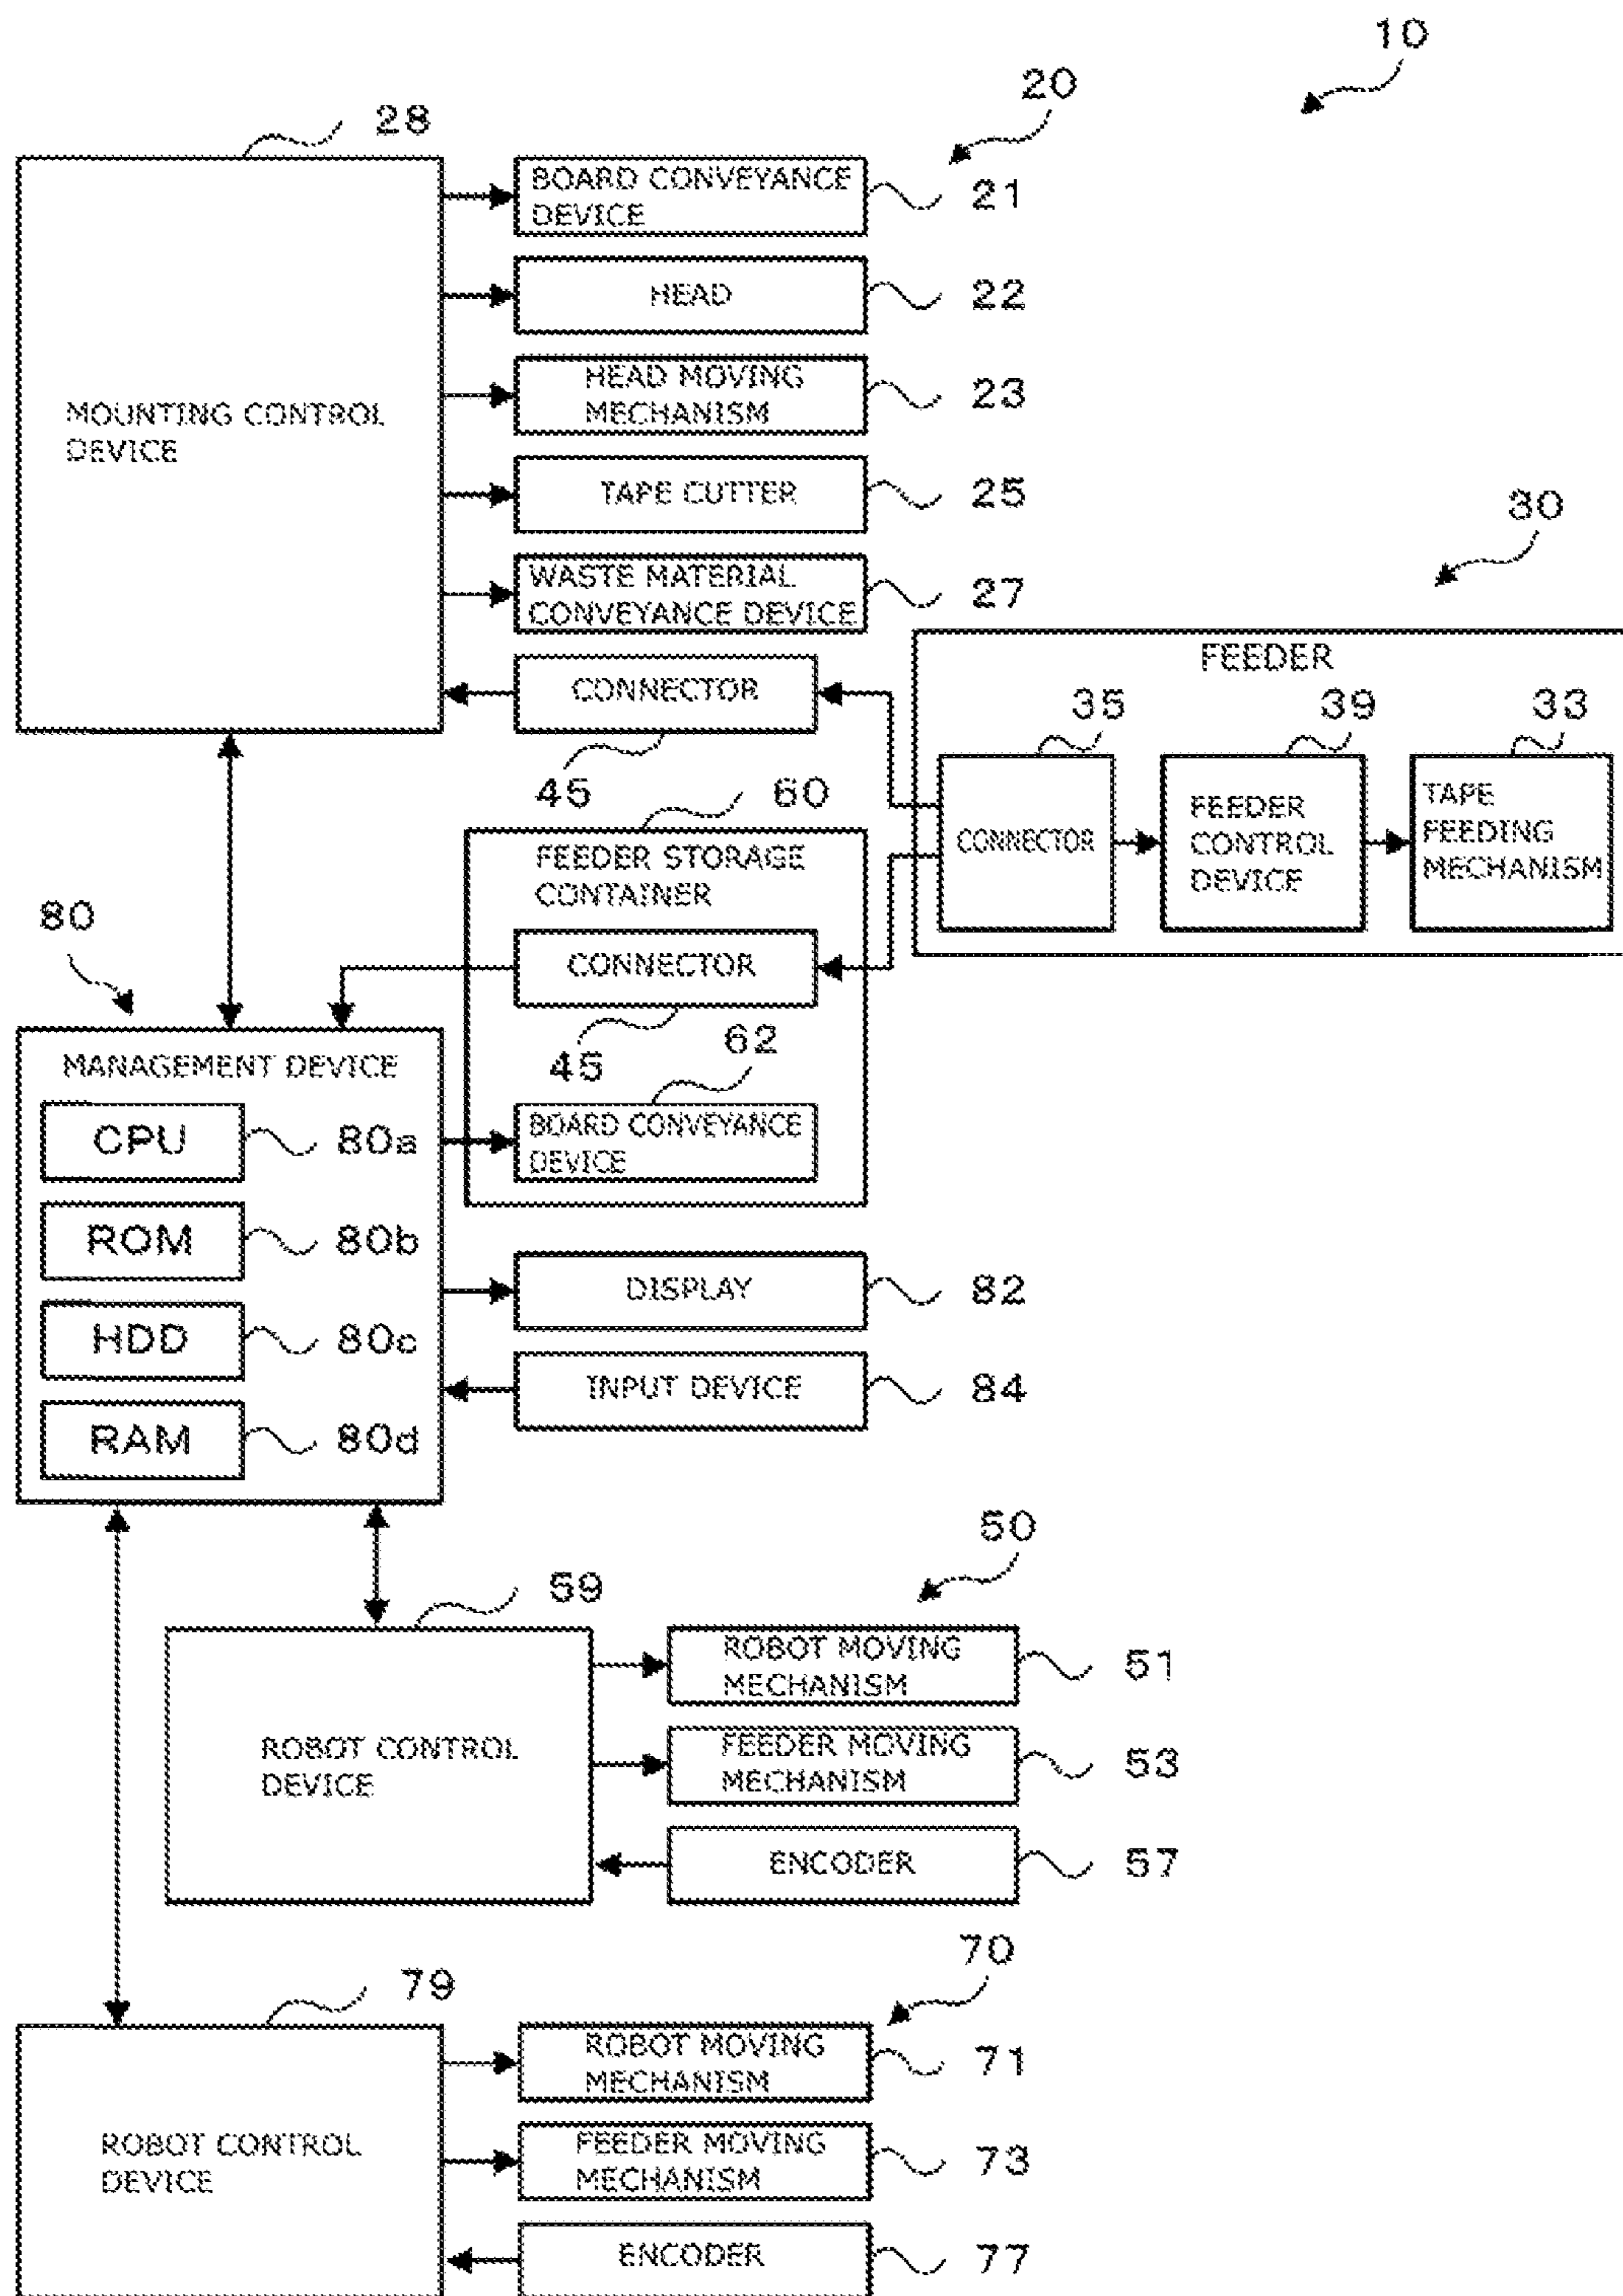 10
20
28
BOARD CONVEYANCE
DEVICE
21
HEAD
22
HEAD MOVING
MECHANISM
23
MOUNTING CONTROL
DEVICE
TAPE CUTTER
25
30
WASTE MATERIAL
CONVEYANCE DEVICE
27
FEEDER
CONNECTOR
45
35
39
33
CONNECTOR
FEEDER
CONTROL
DEVICE
TAPE
FEEDING
MECHANISM
60
FEEDER STORAGE
CONTAINER
80
CONNECTOR
45
62
MANAGEMENT DEVICE
CPU
80a
BOARD CONVEYANCE
DEVICE
ROM
80b
DISPLAY
82
HDD
80c
INPUT DEVICE
84
RAM
80d
50
59
ROBOT MOVING
MECHANISM
51
ROBOT CONTROL
DEVICE
FEEDER MOVING
MECHANISM
53
ENCODER
57
70
79
ROBOT MOVING
MECHANISM
71
ROBOT CONTROL
DEVICE
FEEDER MOVING
MECHANISM
73
ENCODER
77